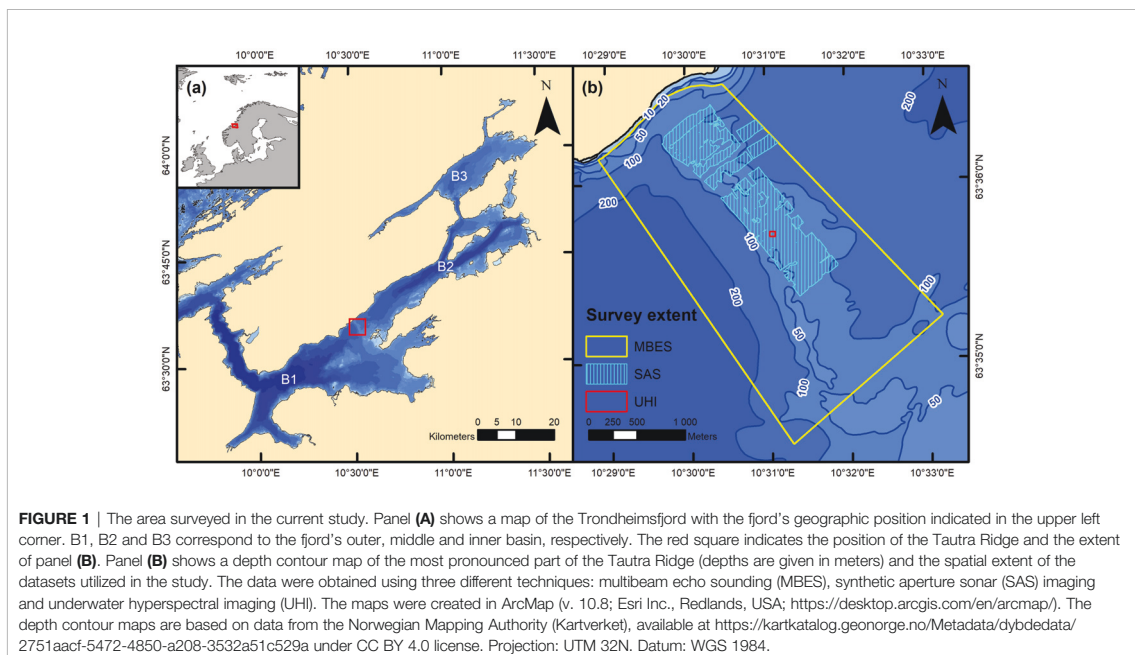 10°0'0"E 10°30'0"E 11°0'0"E 10°29'0"E 10°30'0"E 10°31'0"E 10°32'0"E 10°33'0"E
(a)
N
64°0'0"N
63°45'0"N
63°30'0"N
B3
B2
B1
Kilometers
0 5 10 20
10°0'0"E 10°30'0"E 11°0'0"E 11°30'0"E
(b)
N
20
10
50
100
200
200
100
200
50
100
100
50
63°36'0"N
63°35'0"N
Survey extent
MBES
SAS
UHI
0 250 500 1 000
Meters
10°29'0"E 10°30'0"E 10°31'0"E 10°32'0"E 10°33'0"E
FIGURE 1 | The area surveyed in the current study. Panel (A) shows a map of the Trondheimsfjord with the fjord's geographic position indicated in the upper left
corner. B1, B2 and B3 correspond to the fjord's outer, middle and inner basin, respectively. The red square indicates the position of the Tautra Ridge and the extent
of panel (B). Panel (B) shows a depth contour map of the most pronounced part of the Tautra Ridge (depths are given in meters) and the spatial extent of the
datasets utilized in the study. The data were obtained using three different techniques: multibeam echo sounding (MBES), synthetic aperture sonar (SAS) imaging
and underwater hyperspectral imaging (UHI). The maps were created in ArcMap (v. 10.8; Esri Inc., Redlands, USA; https://desktop.arcgis.com/en/arcmap/). The
depth contour maps are based on data from the Norwegian Mapping Authority (Kartverket), available at https://kartkatalog.geonorge.no/Metadata/dybdedata/
2751aacf-5472-4850-a208-3532a51c529a under CC BY 4.0 license. Projection: UTM 32N. Datum: WGS 1984.